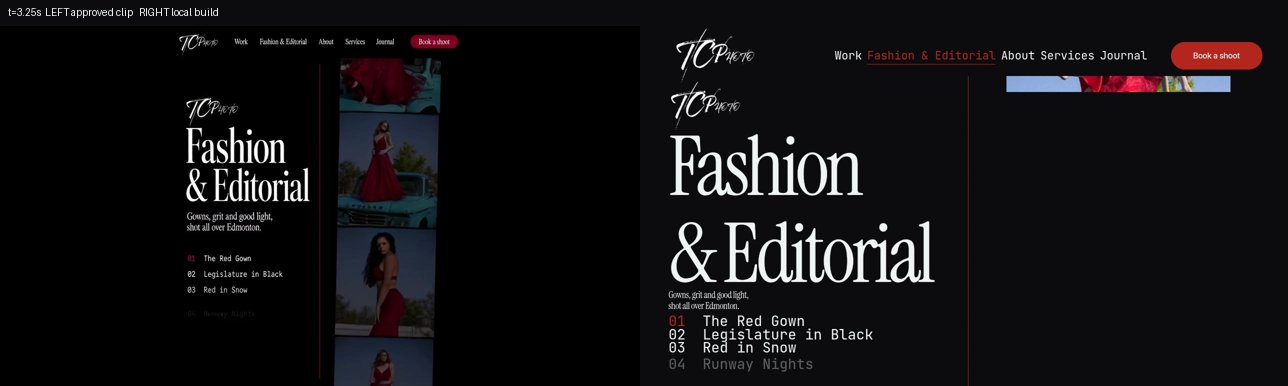 t=3.25s LEFT approved clip RIGHT local build
TCPHOTO Work Fashion & Editorial About Services Journal Book a shoot
TCPHOTO
Fashion
& Editorial
Gowns, grit and good light,
shot all over Edmonton.
01 The Red Gown
02 Legislature in Black
03 Red in Snow
04 Runway Nights
TCPHOTO Work Fashion & Editorial About Services Journal Book a shoot
TCPHOTO
Fashion
& Editorial
Gowns, grit and good light,
shot all over Edmonton.
01 The Red Gown
02 Legislature in Black
03 Red in Snow
04 Runway Nights